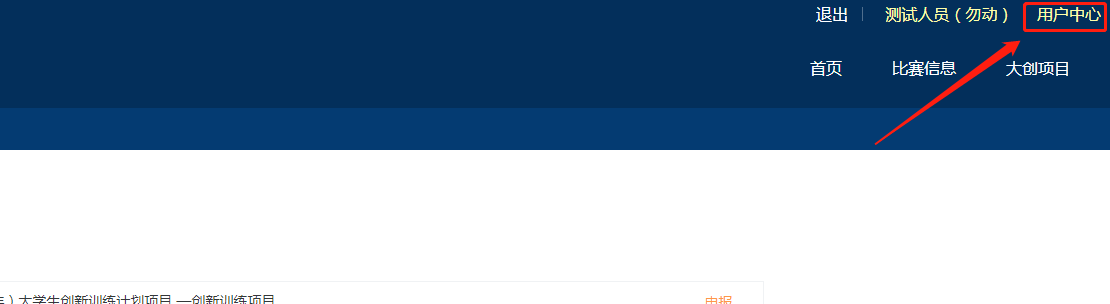 退出 测试人员（勿动） 用户中心
首页 比赛信息 大创项目
）大学生创新训练计划项目 —创新训练项目 申报